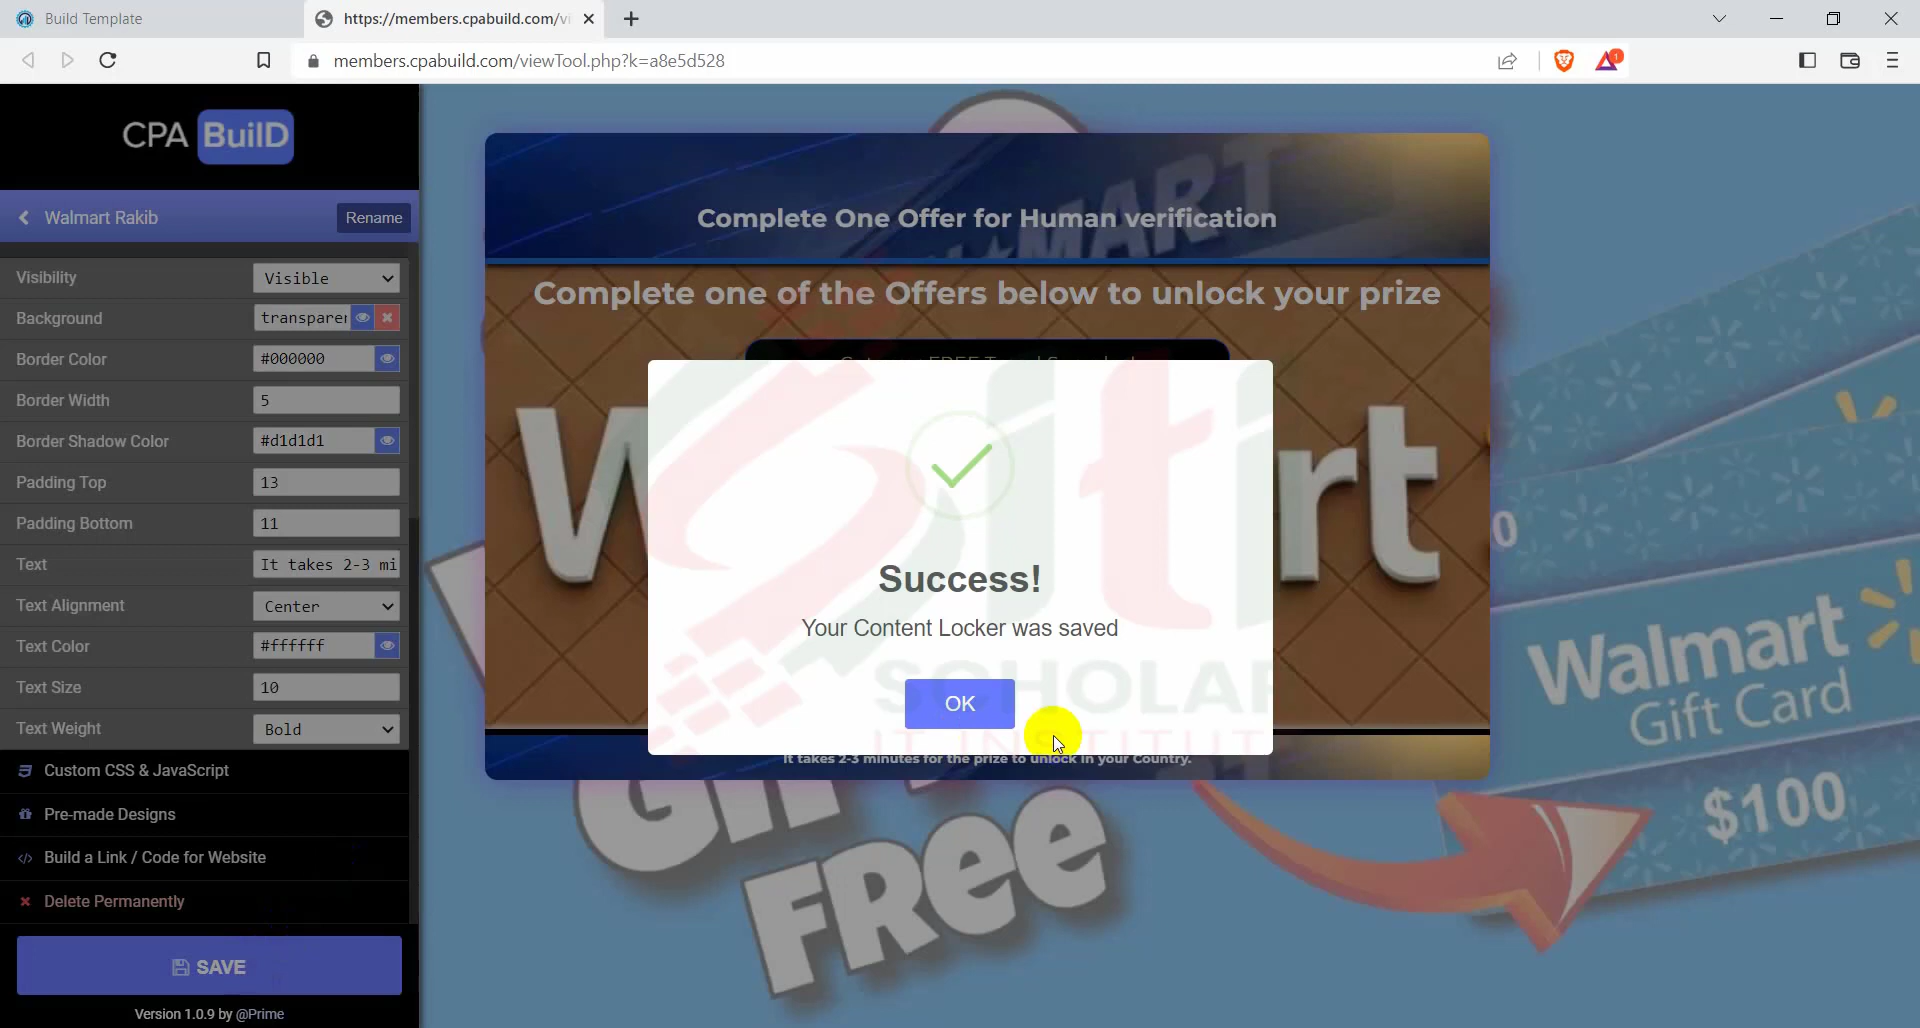 Build Template
https://members.cpabuild.com/vi
members.cpabuild.com/viewTool.php?k=a8e5d528
1
CPA BuilD
Walmart Rakib
Rename
Visibility
Visible
Background
transparen
Border Color
#000000
Border Width
5
Border Shadow Color
#d1d1d1
Padding Top
13
Padding Bottom
11
Text
It takes 2-3 mi
Text Alignment
Center
Text Color
#ffffff
Text Size
10
Text Weight
Bold
Custom CSS & JavaScript
Pre-made Designs
Build a Link / Code for Website
Delete Permanently
SAVE
Version 1.0.9 by @Prime
Complete One Offer for Human verification
Complete one of the Offers below to unlock your prize
Success!
Your Content Locker was saved
OK
SCHOLAR
IT INSTITUT
It takes 2-3 minutes for the prize to unlock in your Country.
FREE
Walmart
Gift Card
$100